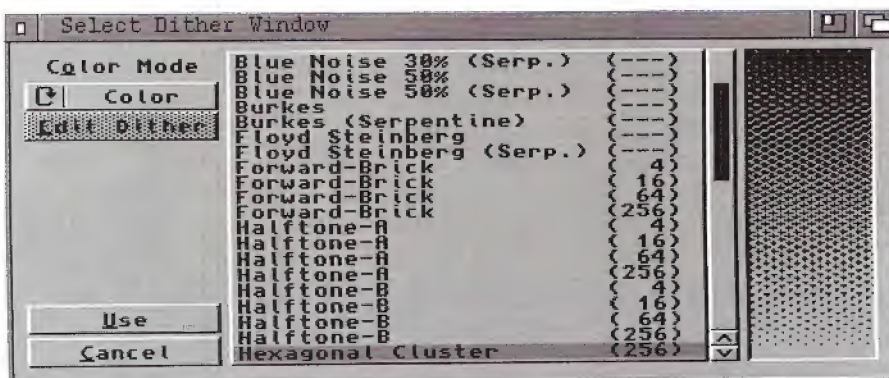 Select Dither Window
Color Mode
Color
Edit Dither
Use
Cancel
Blue Noise 30% (Serp.) (---)
Blue Noise 50% (---)
Blue Noise 50% (Serp.) (---)
Burkes (---)
Burkes (Serpentine) (---)
Floyd Steinberg (---)
Floyd Steinberg (Serp.) (---)
Forward-Brick ( 4)
Forward-Brick ( 16)
Forward-Brick ( 64)
Forward-Brick (256)
Halftone-A ( 4)
Halftone-A ( 16)
Halftone-A ( 64)
Halftone-A (256)
Halftone-B ( 4)
Halftone-B ( 16)
Halftone-B ( 64)
Halftone-B (256)
Hexagonal Cluster (256)